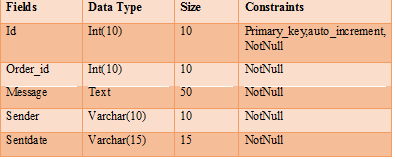 Fields Data Type Size Constraints
Id Int(10) 10 Primary_key,auto_increment,
NotNull
Order_id Int(10) 10 NotNull
Message Text 50 NotNull
Sender Varchar(10) 10 NotNull
Sentdate Varchar(15) 15 NotNull